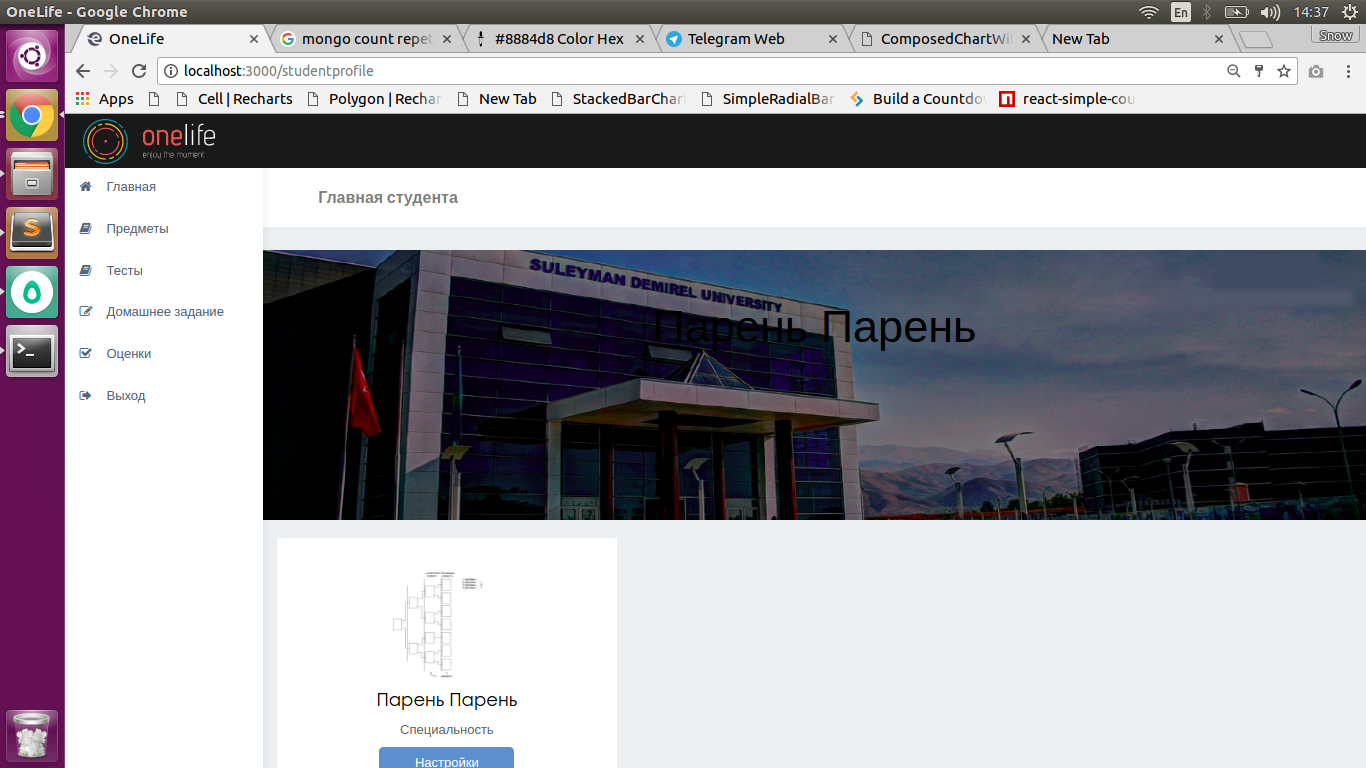 OneLife - Google Chrome
En
14:37
OneLife
mongo count repet
#8884d8 Color Hex
Telegram Web
ComposedChartWi
New Tab
Snow
localhost:3000/studentprofile
Apps
Cell | Recharts
Polygon | Rechar
New Tab
StackedBarChar
SimpleRadialBar
Build a Countdo
react-simple-cou
onelife
enjoy the moment
Главная
Предметы
Тесты
Домашнее задание
Оценки
Выход
Главная студента
SULEYMAN DEMIREL UNIVERSITY
Парень Парень
Парень Парень
Специальность
Настройки